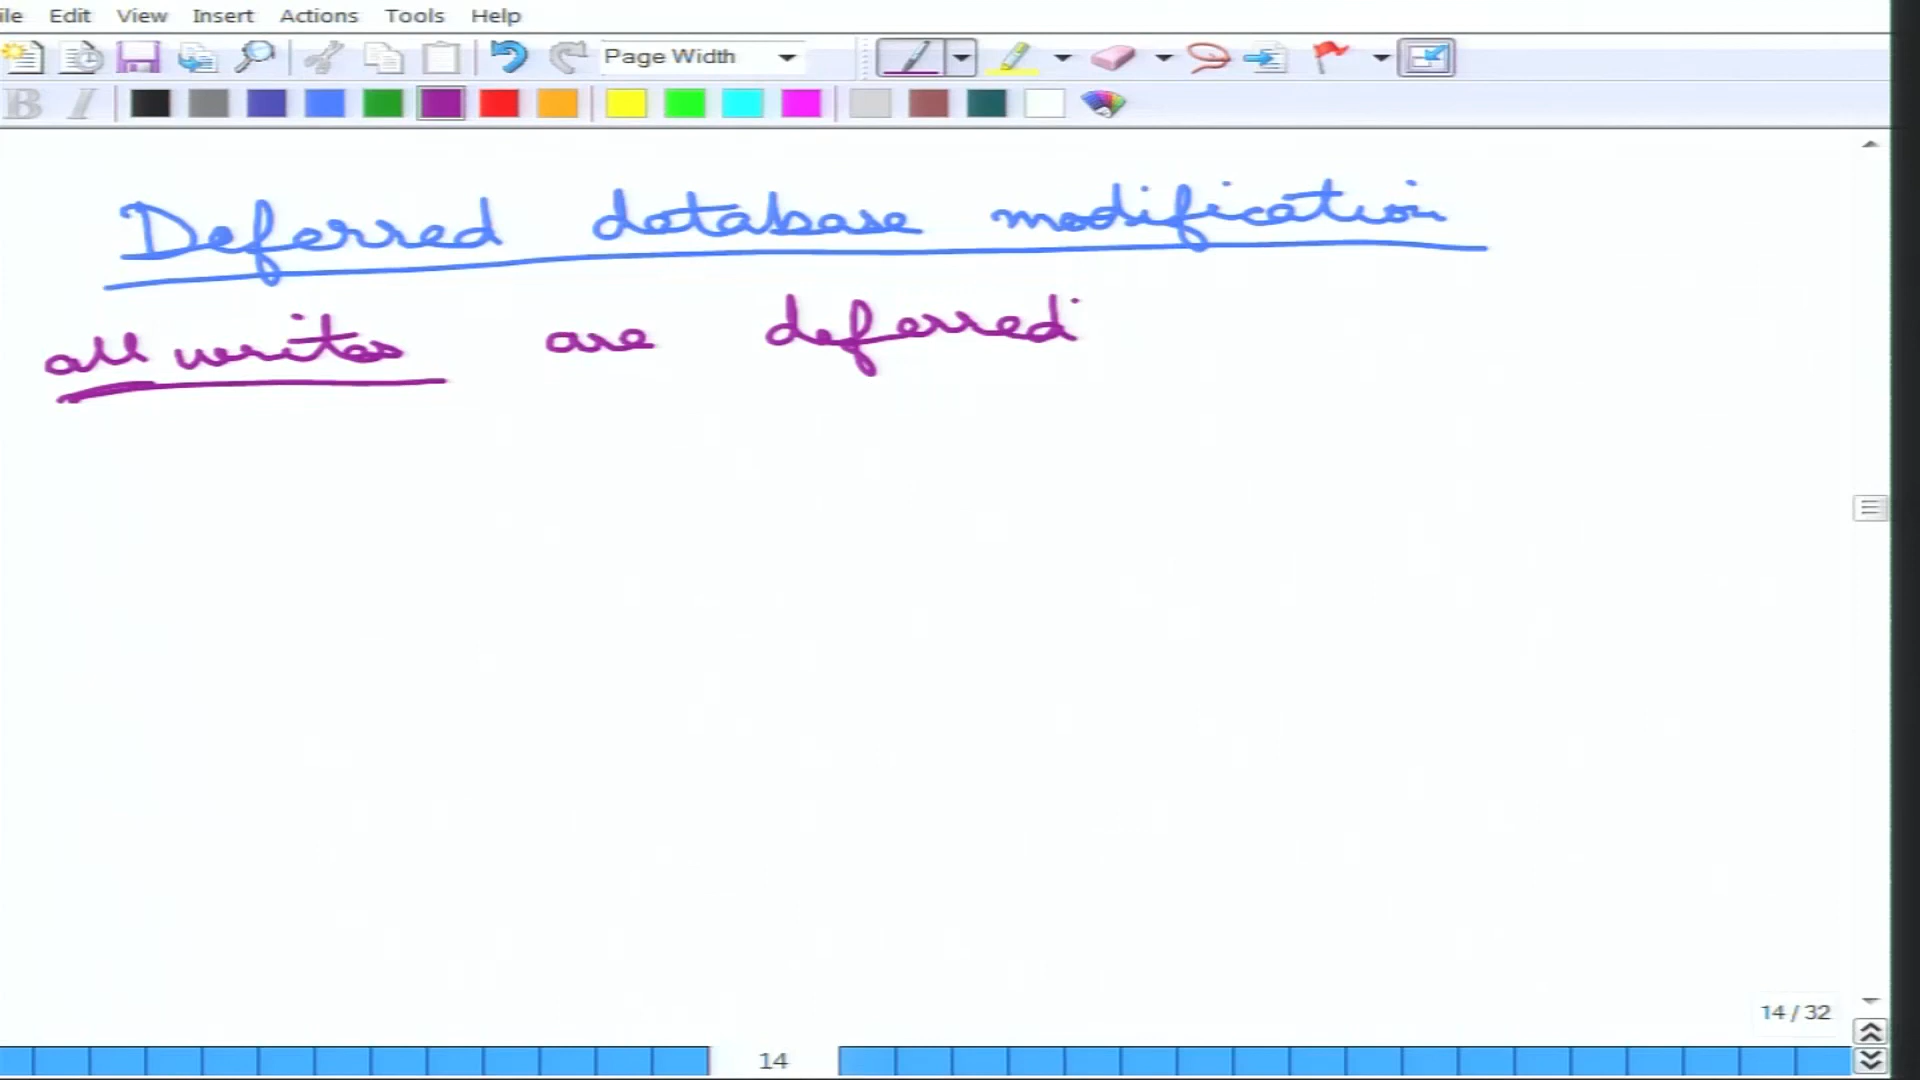 ile Edit View Insert Actions Tools Help
Page Width
B I
Deferred database modification
all writes are deferred
14 / 32
14